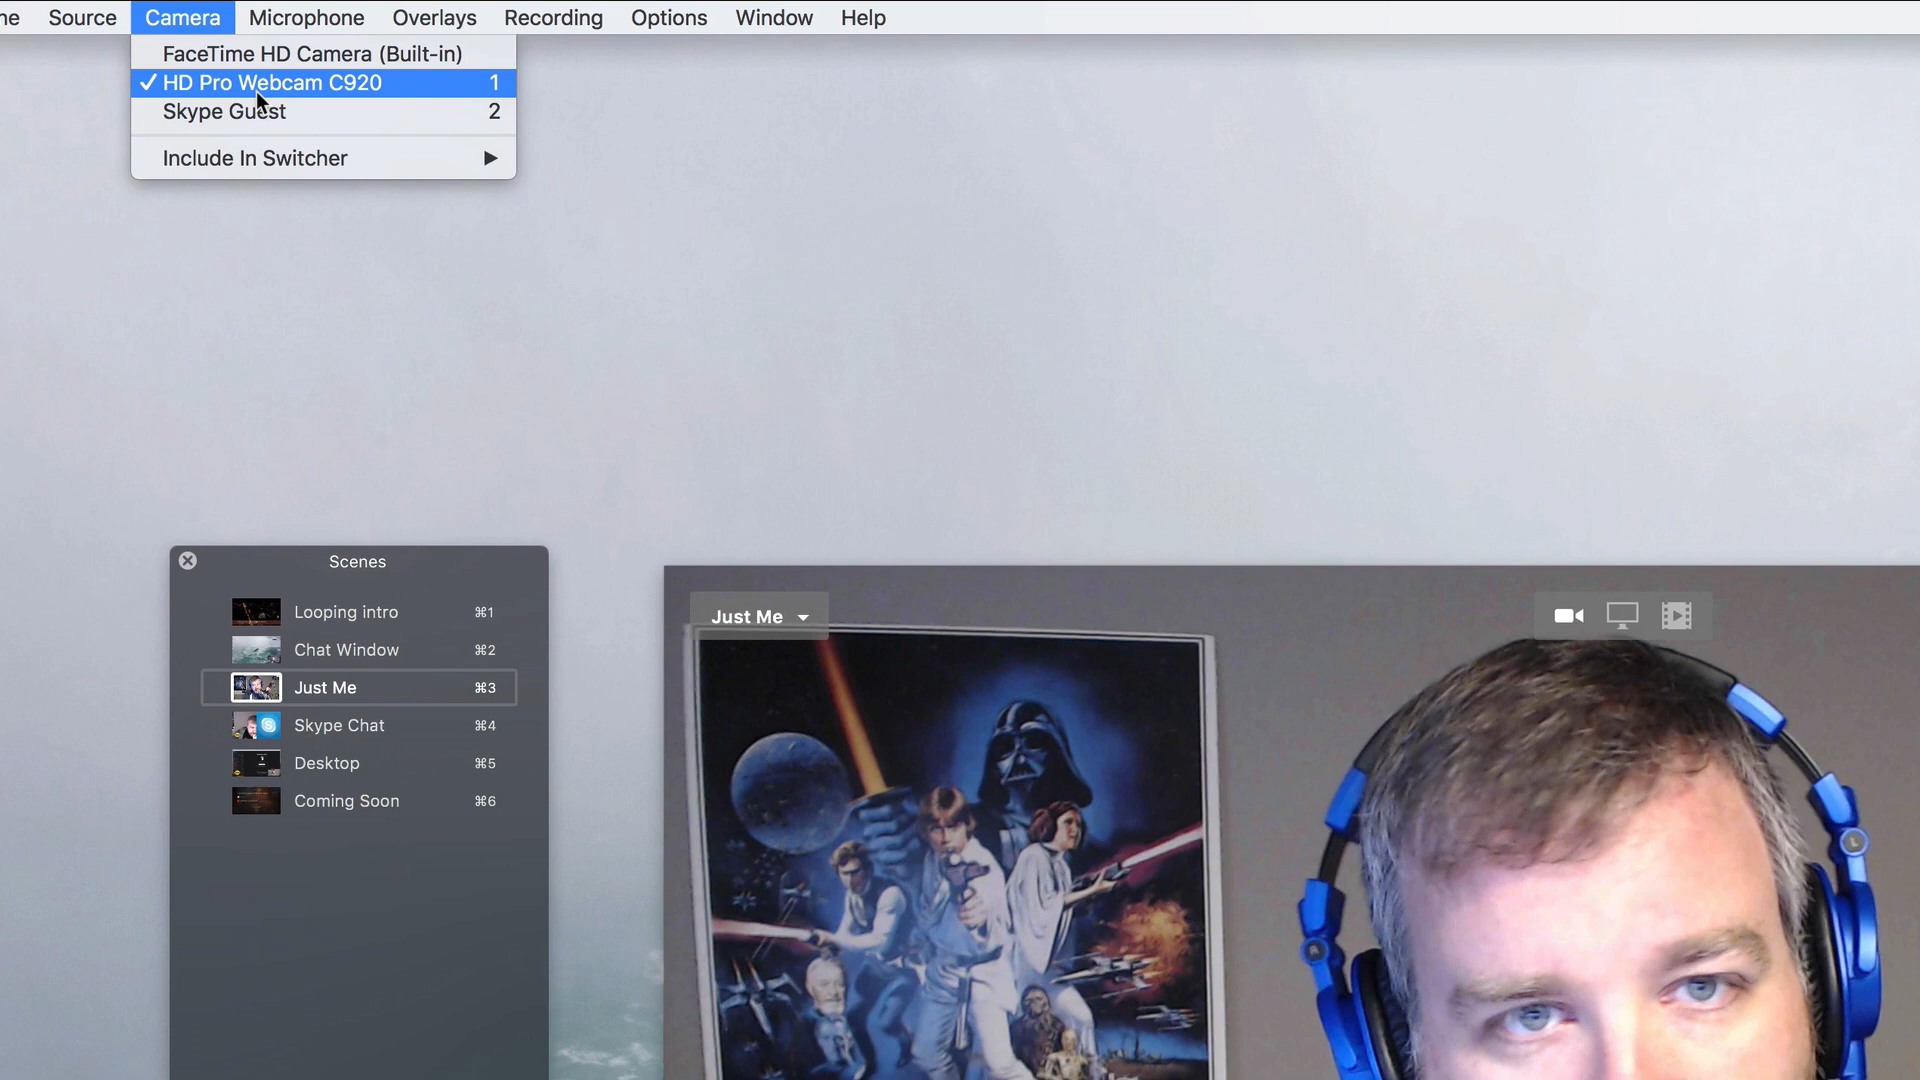 Source Camera Microphone Overlays Recording Options Window Help
FaceTime HD Camera (Built-in)
✓ HD Pro Webcam C920 1
Skype Guest 2
Include In Switcher ▶
Scenes
Looping intro ⌘1
Chat Window ⌘2
Just Me ⌘3
Skype Chat ⌘4
Desktop ⌘5
Coming Soon ⌘6
Just Me
L